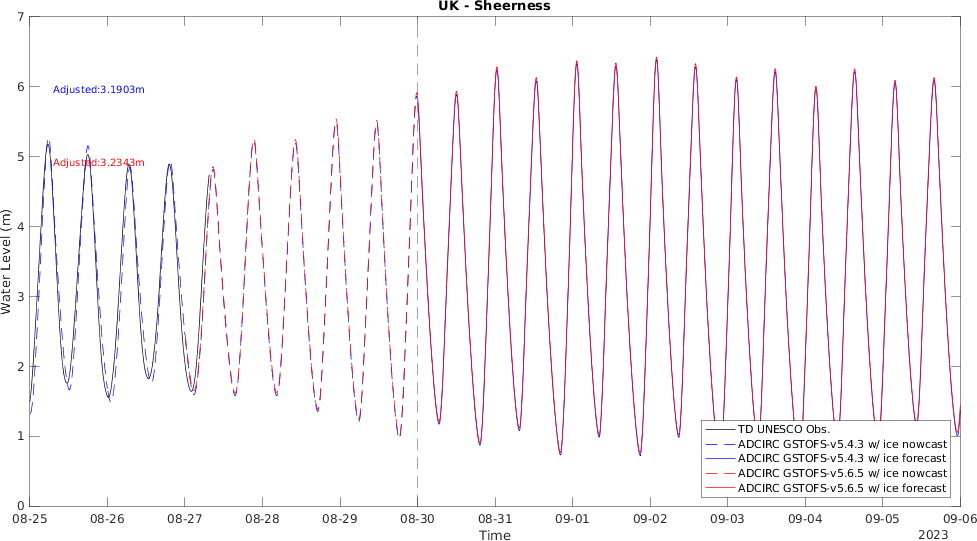 UK - Sheerness
7
6
5
4
3
2
1
0
Water Level (m)
Adjusted:3.1903m
Adjusted:3.2343m
TD UNESCO Obs.
ADCIRC GSTOFS-v5.4.3 w/ ice nowcast
ADCIRC GSTOFS-v5.4.3 w/ ice forecast
ADCIRC GSTOFS-v5.6.5 w/ ice nowcast
ADCIRC GSTOFS-v5.6.5 w/ ice forecast
08-25 08-26 08-27 08-28 08-29 08-30 08-31 09-01 09-02 09-03 09-04 09-05 09-06
Time
2023